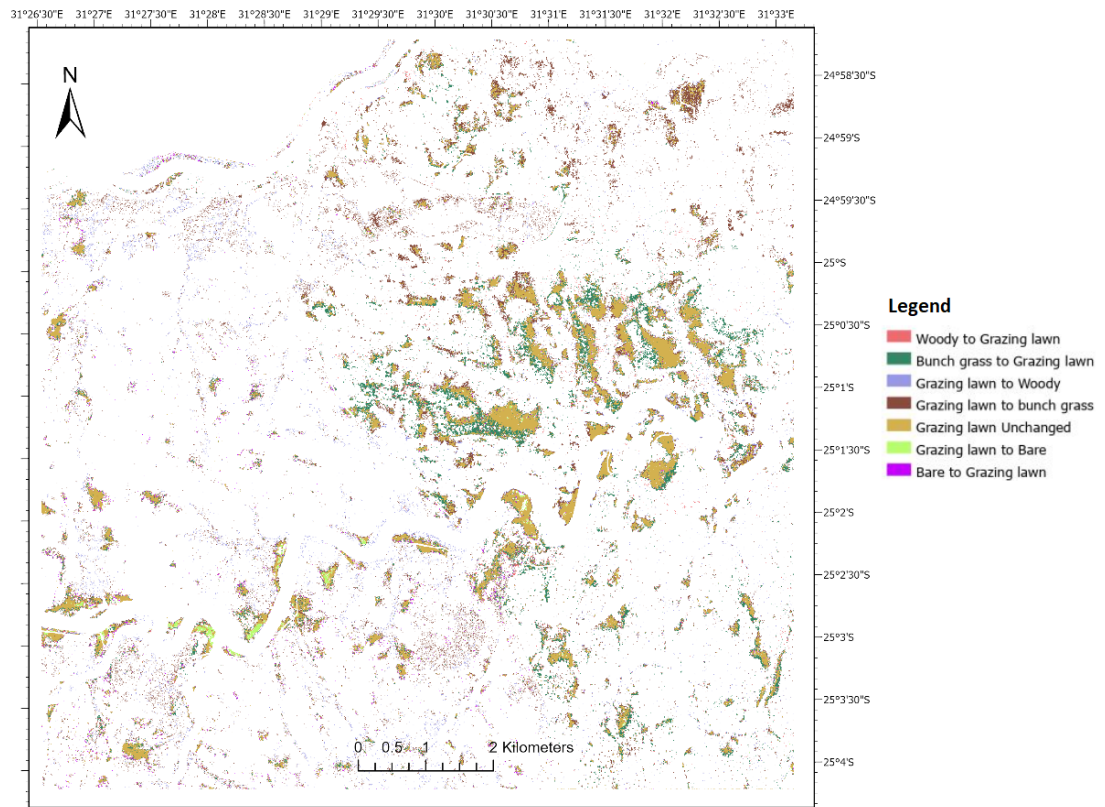 31°26'30"E 31°27'E 31°27'30"E 31°28'E 31°28'30"E 31°29'E 31°29'30"E 31°30'E 31°30'30"E 31°31'E 31°31'30"E 31°32'E 31°32'30"E 31°33'E
N
24°58'30"S
24°59'S
24°59'30"S
25°S
25°0'30"S
25°1'S
25°1'30"S
25°2'S
25°2'30"S
25°3'S
25°3'30"S
25°4'S
Legend
Woody to Grazing lawn
Bunch grass to Grazing lawn
Grazing lawn to Woody
Grazing lawn to bunch grass
Grazing lawn Unchanged
Grazing lawn to Bare
Bare to Grazing lawn
0 0.5 1 2 Kilometers